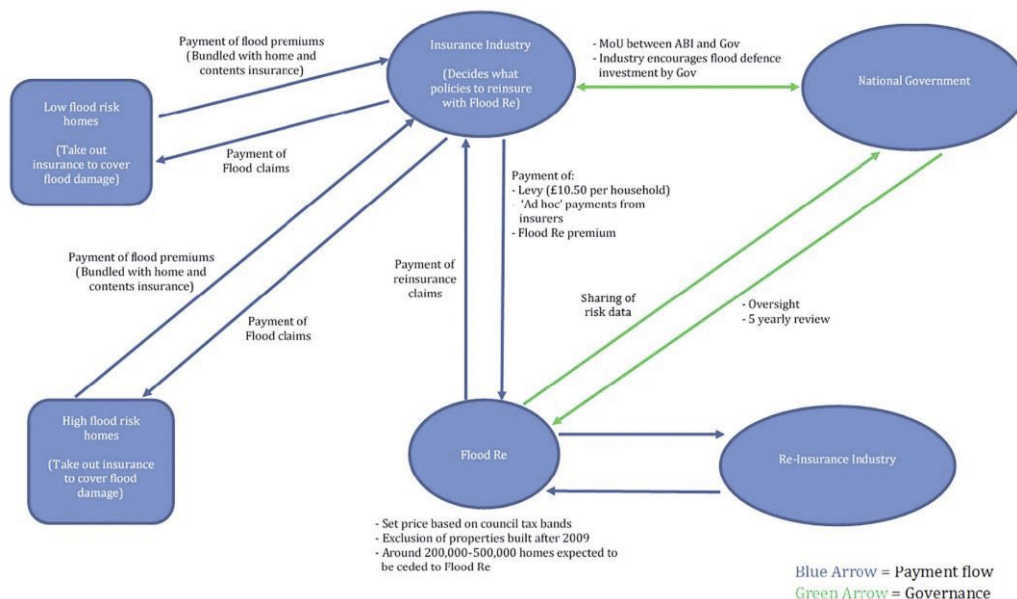 Payment of flood premiums
(Bundled with home and
contents insurance)
Insurance Industry
(Decides what
policies to reinsure
with Flood Re)
- MoU between ABI and Gov
- Industry encourages flood defence
investment by Gov
National Government
Low flood risk
homes
(Take out
insurance to cover
flood damage)
Payment of
Flood claims
Payment of:
- Levy (£10.50 per household)
- 'Ad hoc' payments from
insurers
- Flood Re premium
Payment of flood premiums
(Bundled with home and
contents insurance)
Payment of
reinsurance
claims
Payment of
Flood claims
Sharing of
risk data
- Oversight
- 5 yearly review
High flood risk
homes
(Take out insurance
to cover flood
damage)
Flood Re
Re-Insurance Industry
- Set price based on council tax bands
- Exclusion of properties built after 2009
- Around 200,000-500,000 homes expected to
be ceded to Flood Re
Blue Arrow = Payment flow
Green Arrow = Governance